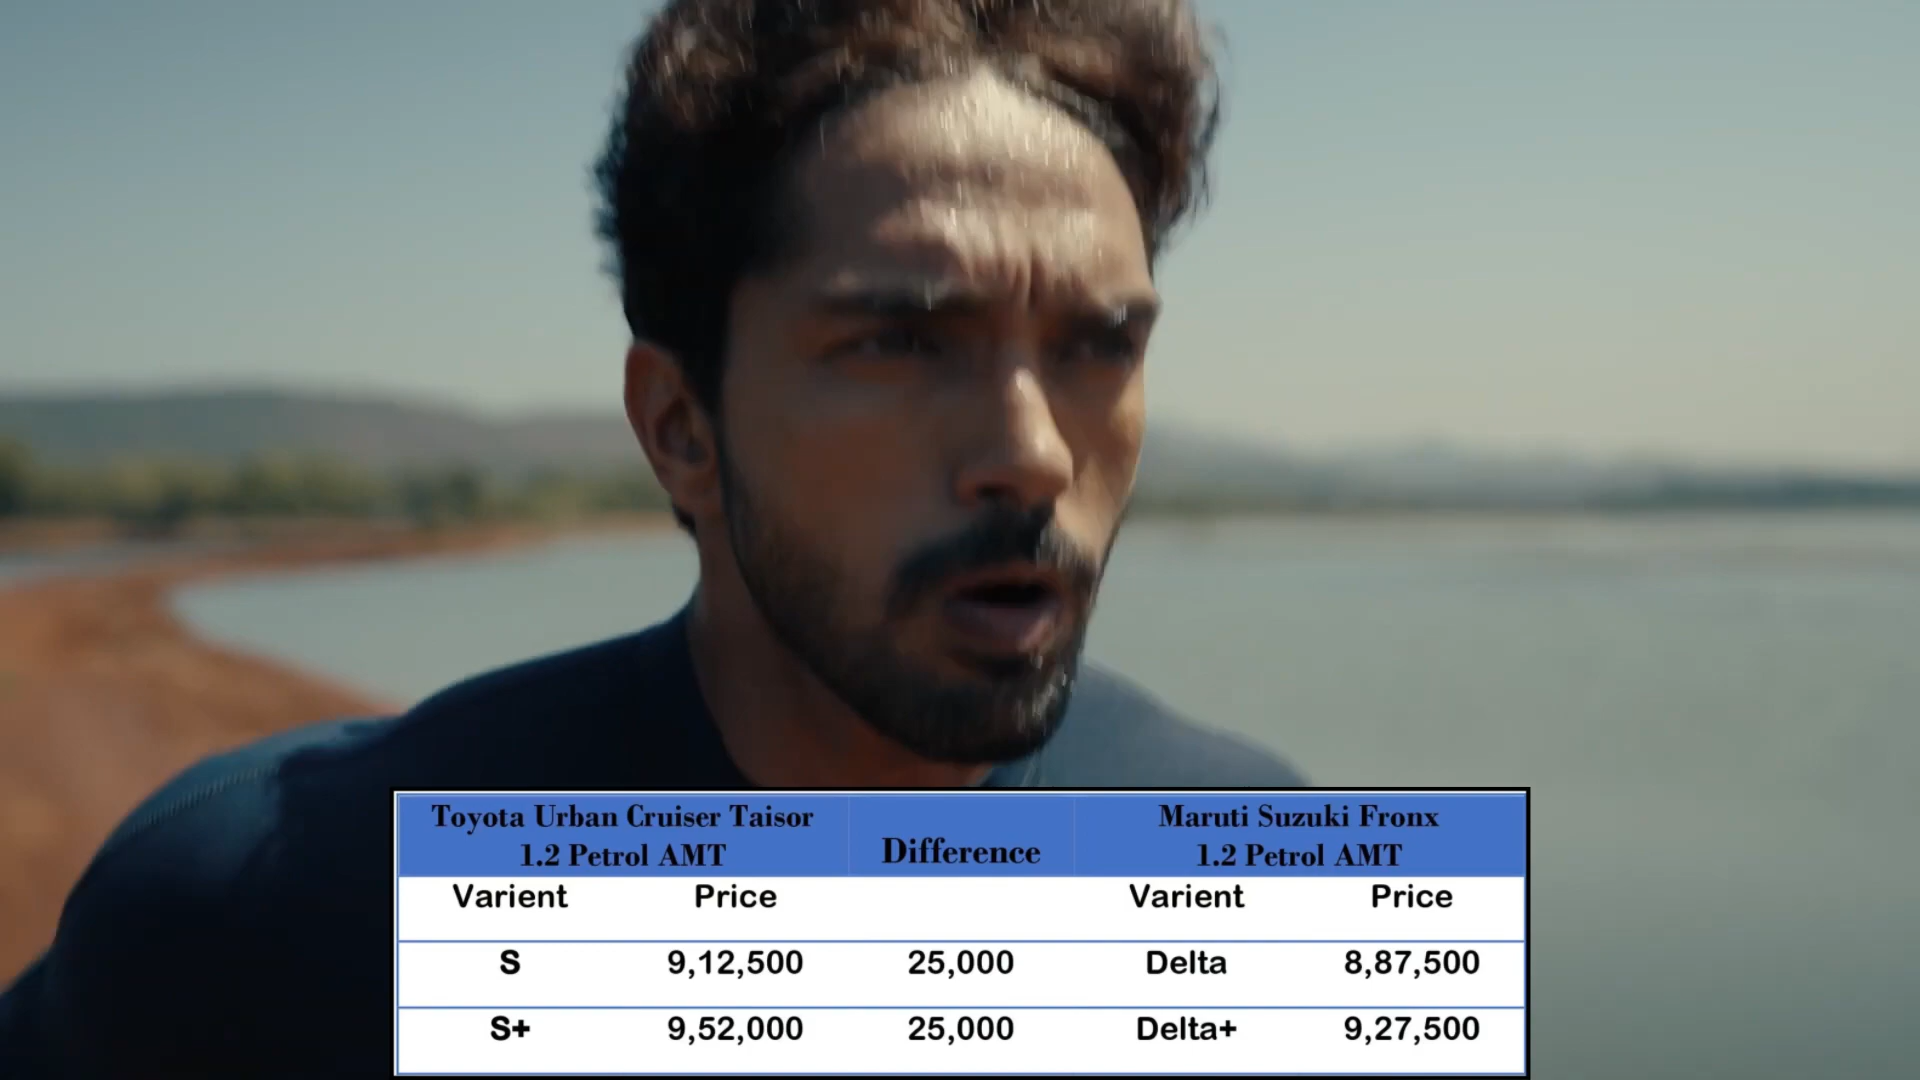 Toyota Urban Cruiser Taisor
1.2 Petrol AMT
Difference
Maruti Suzuki Fronx
1.2 Petrol AMT
Varient Price Varient Price
S 9,12,500 25,000 Delta 8,87,500
S+ 9,52,000 25,000 Delta+ 9,27,500